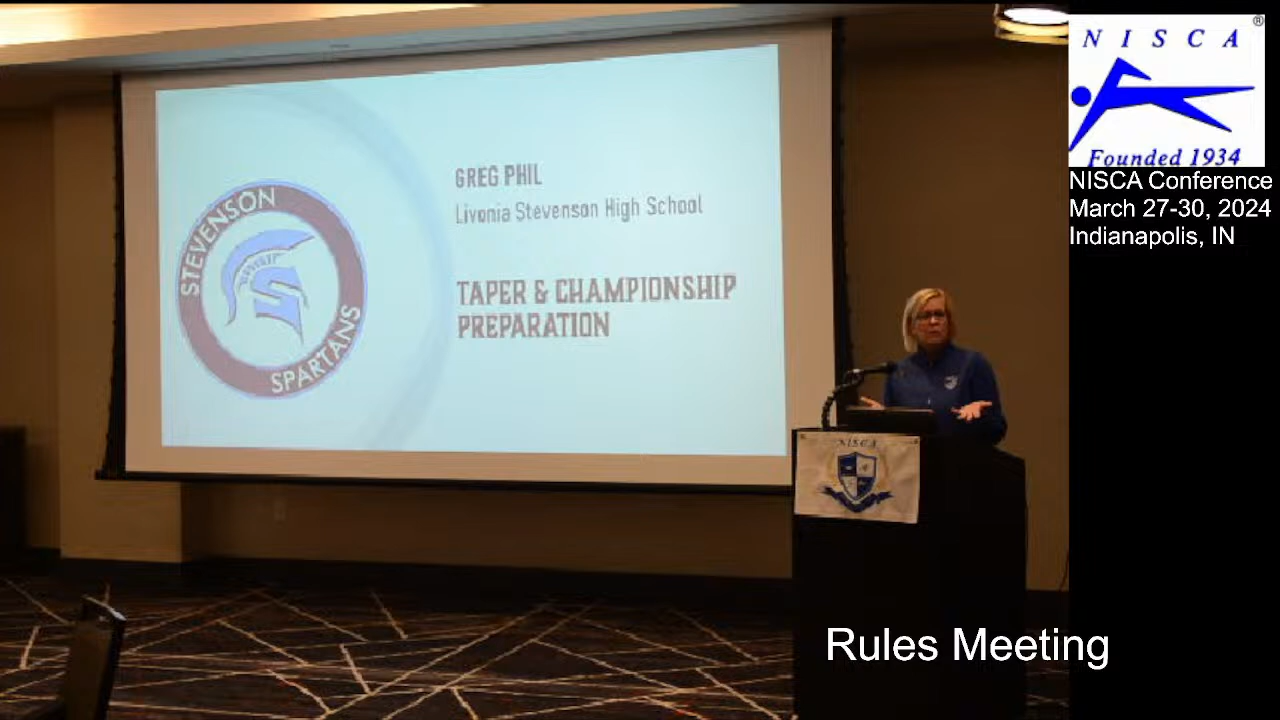 STEVENSON
SPARTANS
GREG PHIL
Livonia Stevenson High School
TAPER & CHAMPIONSHIP
PREPARATION
NISCA
®
Founded 1934
NISCA Conference
March 27-30, 2024
Indianapolis, IN
NISCA
Rules Meeting